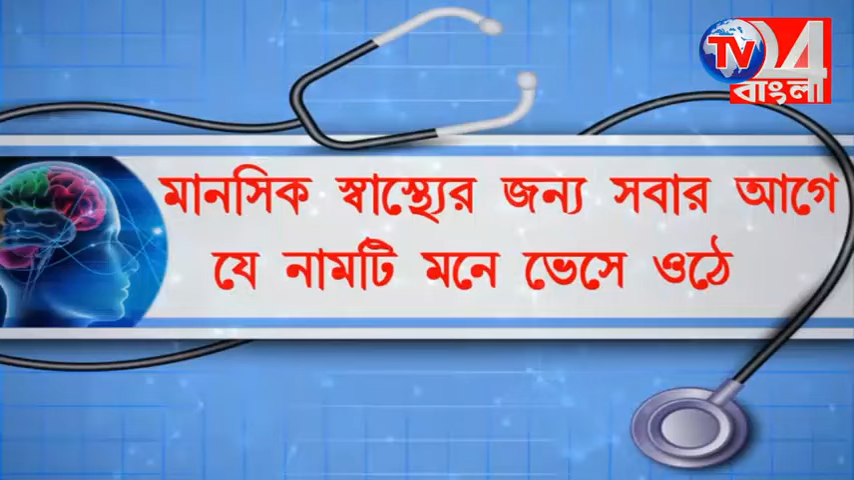 TV 24
বাংলা
মানসিক স্বাস্থ্যের জন্য সবার আগে
যে নামটি মনে ভেসে ওঠে